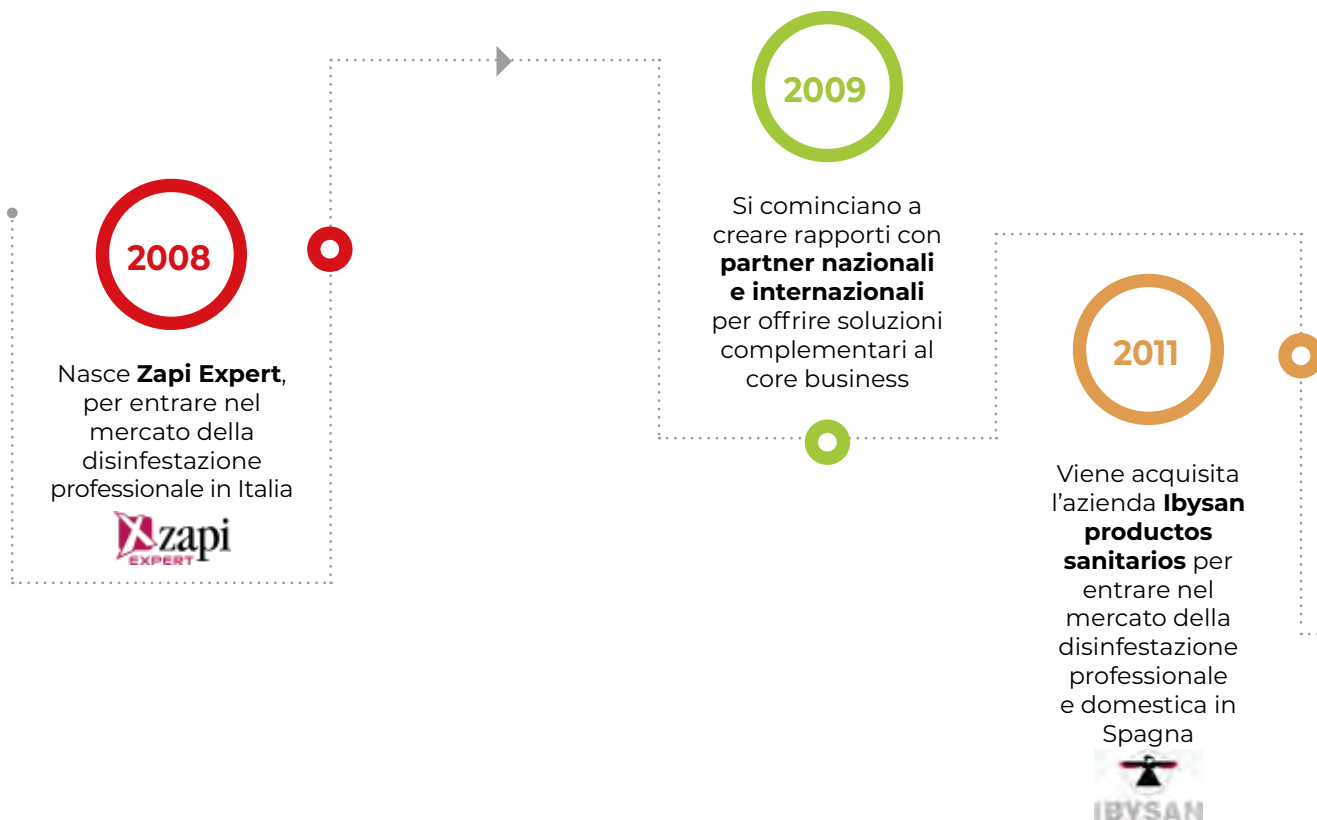 2008
Nasce Zapi Expert,
per entrare nel
mercato della
disinfestazione
professionale in Italia
zapi
EXPERT
2009
Si cominciano a
creare rapporti con
partner nazionali
e internazionali
per offrire soluzioni
complementari al
core business
2011
Viene acquisita
l’azienda Ibysan
productos
sanitarios per
entrare nel
mercato della
disinfestazione
professionale
e domestica in
Spagna
IBYSAN